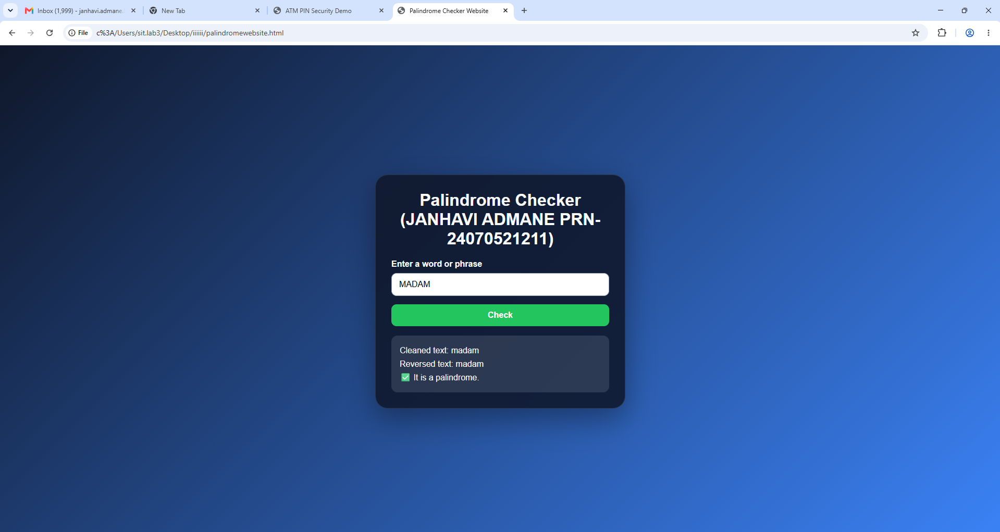 Inbox (1,999) - janhavi.admane.
New Tab
ATM PIN Security Demo
Palindrome Checker Website
File
c%3A/Users/sit.lab3/Desktop/iiiiii/palindromewebsite.html
Palindrome Checker
(JANHAVI ADMANE PRN-
24070521211)
Enter a word or phrase
MADAM
Check
Cleaned text: madam
Reversed text: madam
✅ It is a palindrome.